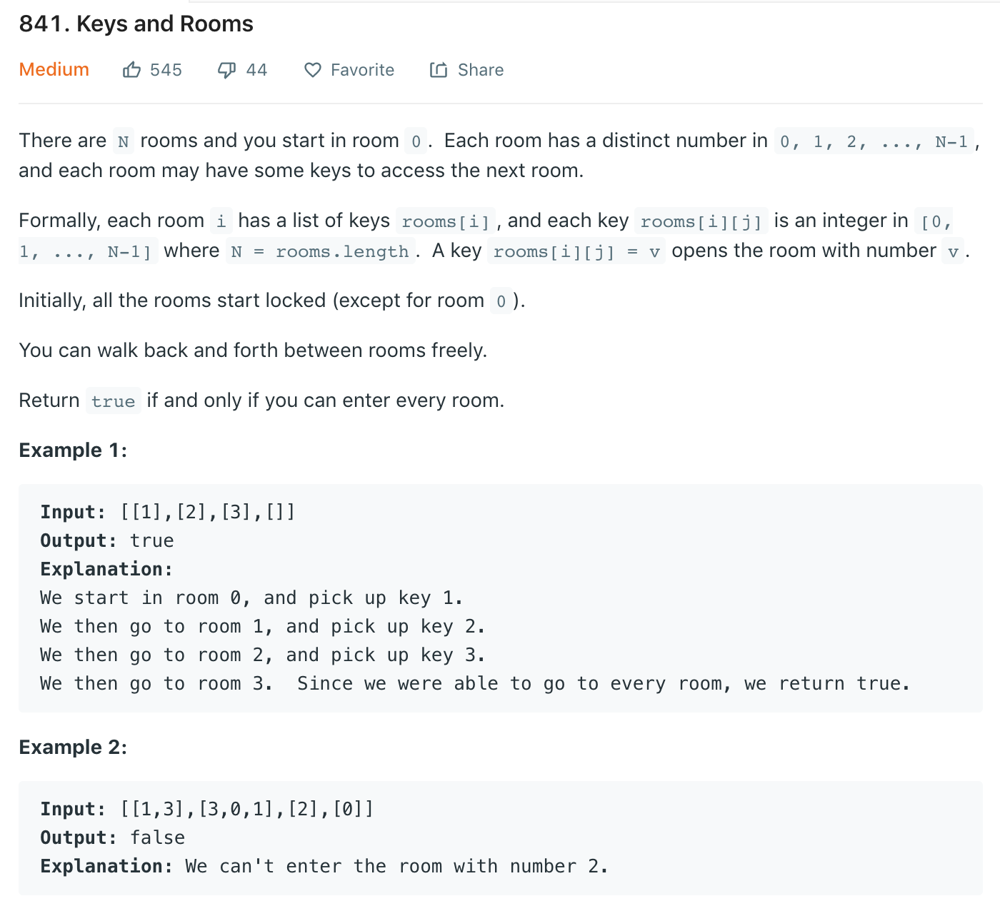 841. Keys and Rooms
Medium 545 44 Favorite Share
There are N rooms and you start in room 0.  Each room has a distinct number in 0, 1, 2, ..., N-1,
and each room may have some keys to access the next room.
Formally, each room i has a list of keys rooms[i], and each key rooms[i][j] is an integer in [0,
1, ..., N-1] where N = rooms.length.  A key rooms[i][j] = v opens the room with number v.
Initially, all the rooms start locked (except for room 0).
You can walk back and forth between rooms freely.
Return true if and only if you can enter every room.
Example 1:
Input: [[1],[2],[3],[]]
Output: true
Explanation:
We start in room 0, and pick up key 1.
We then go to room 1, and pick up key 2.
We then go to room 2, and pick up key 3.
We then go to room 3.  Since we were able to go to every room, we return true.
Example 2:
Input: [[1,3],[3,0,1],[2],[0]]
Output: false
Explanation: We can't enter the room with number 2.